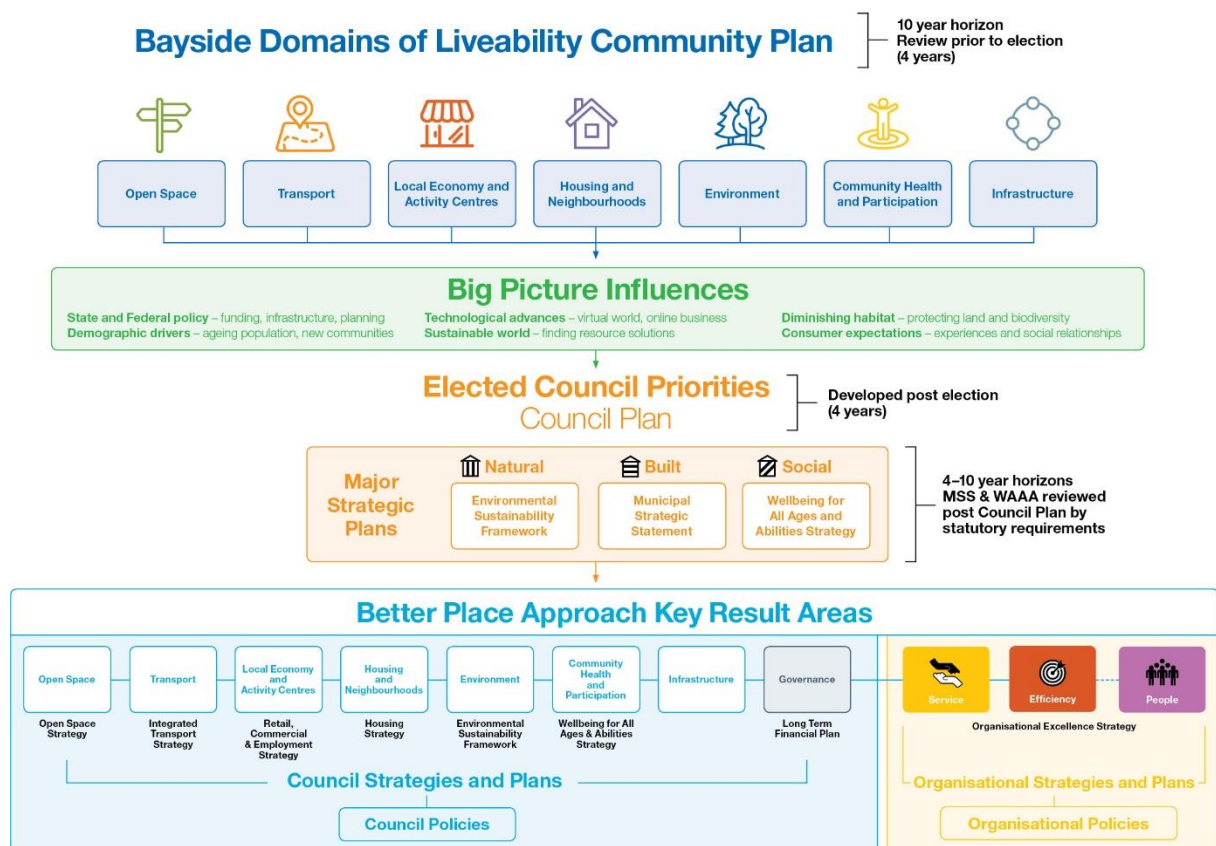 Bayside Domains of Liveability Community Plan
10 year horizon
Review prior to election
(4 years)
Open Space
Transport
Local Economy and
Activity Centres
Housing and
Neighbourhoods
Environment
Community Health
and Participation
Infrastructure
Big Picture Influences
State and Federal policy – funding, infrastructure, planning
Demographic drivers – ageing population, new communities
Technological advances – virtual world, online business
Sustainable world – finding resource solutions
Diminishing habitat – protecting land and biodiversity
Consumer expectations – experiences and social relationships
Elected Council Priorities
Council Plan
Developed post election
(4 years)
Major
Strategic
Plans
Natural
Environmental
Sustainability
Framework
Built
Municipal
Strategic
Statement
Social
Wellbeing for
All Ages and
Abilities Strategy
4–10 year horizons
MSS & WAAA reviewed
post Council Plan by
statutory requirements
Better Place Approach Key Result Areas
Open Space
Transport
Local Economy
and
Activity Centres
Housing
and
Neighbourhoods
Environment
Community
Health
and
Participation
Infrastructure
Governance
Service
Efficiency
People
Open Space
Strategy
Integrated
Transport
Strategy
Retail,
Commercial
& Employment
Strategy
Housing
Strategy
Environmental
Sustainability
Framework
Wellbeing for All
Ages & Abilities
Strategy
Long Term
Financial Plan
Organisational Excellence Strategy
Council Strategies and Plans
Organisational Strategies and Plans
Council Policies
Organisational Policies